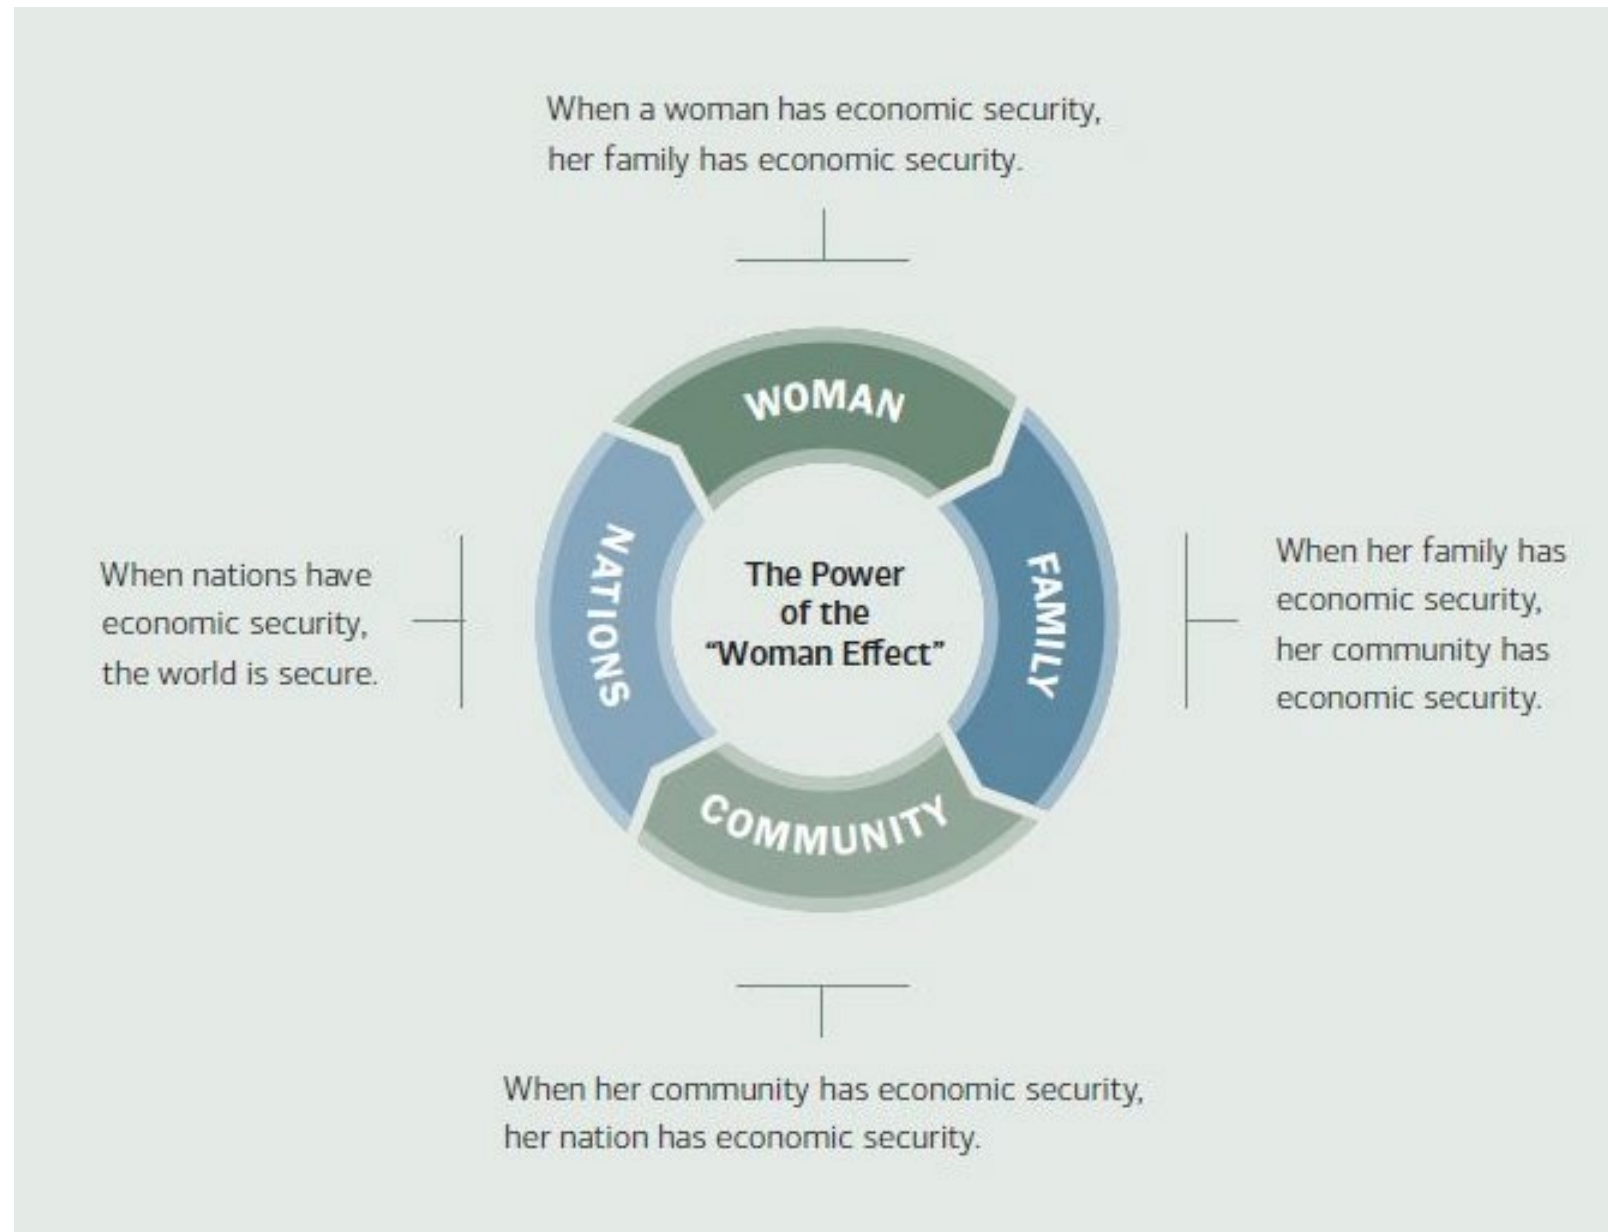 When a woman has economic security,
her family has economic security.
WOMAN
FAMILY
COMMUNITY
NATIONS
The Power
of the
“Woman Effect”
When her family has
economic security,
her community has
economic security.
When her community has economic security,
her nation has economic security.
When nations have
economic security,
the world is secure.